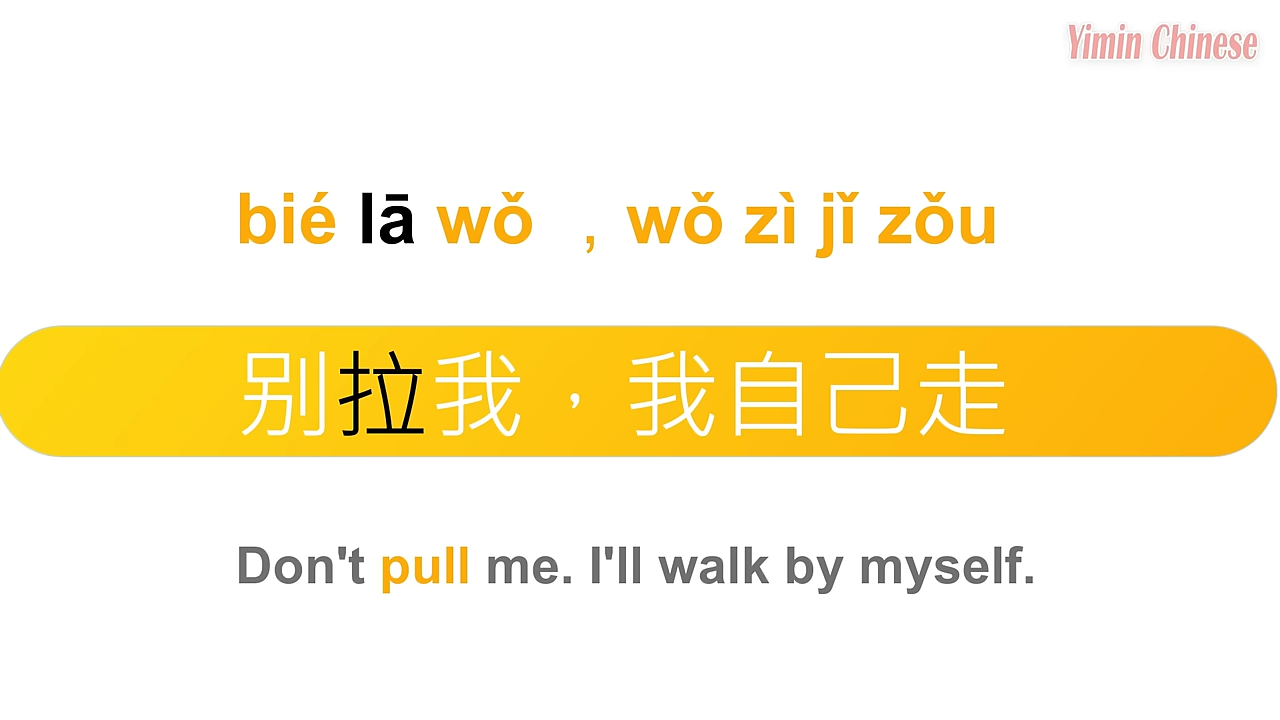 Yimin Chinese
bié lā wǒ ，wǒ zì jǐ zǒu
别拉我，我自己走
Don't pull me. I'll walk by myself.